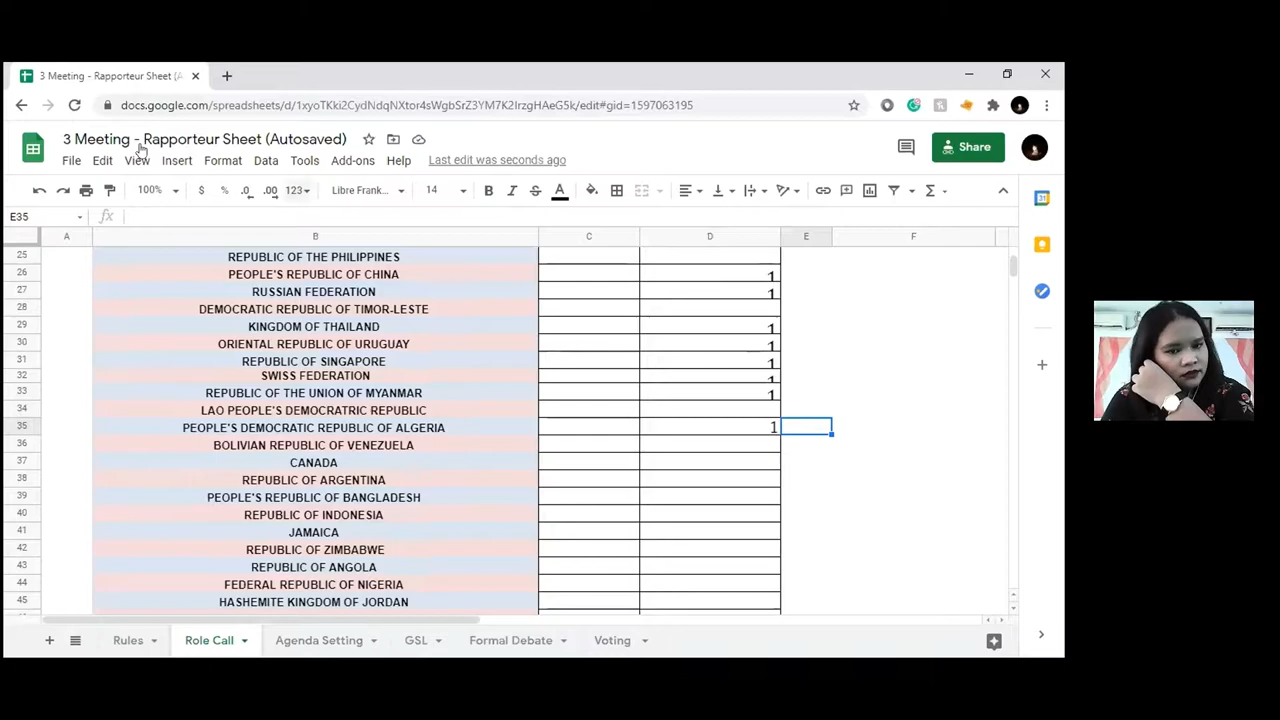 3 Meeting - Rapporteur Sheet (A
docs.google.com/spreadsheets/d/1xyoTKki2CydNdqNXtor4sWgbSrZ3YM7K2IrzgHAeG5k/edit#gid=1597063195
3 Meeting - Rapporteur Sheet (Autosaved)
Share
File Edit View Insert Format Data Tools Add-ons Help Last edit was seconds ago
100% $ % .0 .00 123 Libre Frank... 14 B I S A
E35 fx
A B C D E F
25 REPUBLIC OF THE PHILIPPINES
26 PEOPLE'S REPUBLIC OF CHINA 1
27 RUSSIAN FEDERATION 1
28 DEMOCRATIC REPUBLIC OF TIMOR-LESTE
29 KINGDOM OF THAILAND 1
30 ORIENTAL REPUBLIC OF URUGUAY 1
31 REPUBLIC OF SINGAPORE 1
32 SWISS FEDERATION 1
33 REPUBLIC OF THE UNION OF MYANMAR 1
34 LAO PEOPLE'S DEMOCRATRIC REPUBLIC
35 PEOPLE'S DEMOCRATIC REPUBLIC OF ALGERIA 1
36 BOLIVIAN REPUBLIC OF VENEZUELA
37 CANADA
38 REPUBLIC OF ARGENTINA
39 PEOPLE'S REPUBLIC OF BANGLADESH
40 REPUBLIC OF INDONESIA
41 JAMAICA
42 REPUBLIC OF ZIMBABWE
43 REPUBLIC OF ANGOLA
44 FEDERAL REPUBLIC OF NIGERIA
45 HASHEMITE KINGDOM OF JORDAN
Rules Role Call Agenda Setting GSL Formal Debate Voting